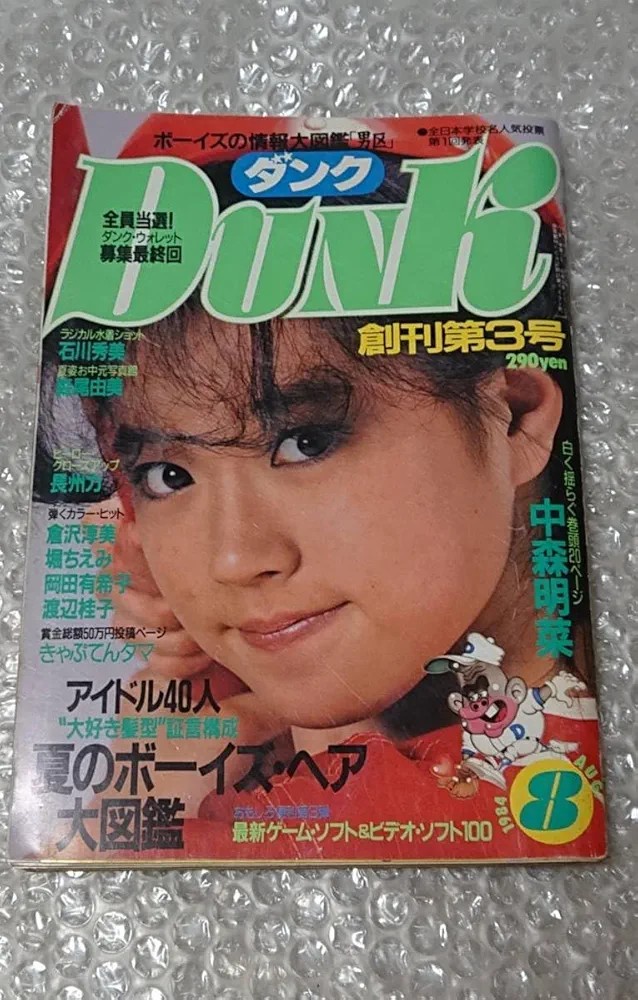 ボーイズの情報大図鑑「男区」
●全日本学校名人気投票
第1回発表
ダンク
Dunk
全員当選!
ダンク・ウォレット
募集最終回
創刊第3号
290yen
ラジカル水着ショット
石川秀美
夏姿お中元写真館
松尾由美
ヒーロー
クローズアップ
長州力
弾くカラー・ヒット
倉沢淳美
堀ちえみ
岡田有希子
渡辺桂子
賞金総額50万円投稿ページ
きゃぷてんダマ
白く揺らぐ巻頭20ページ
中森明菜
アイドル40人
"大好き髪型"証言構成
夏のボーイズ・ヘア
大図鑑
最新ゲーム・ソフト&ビデオ・ソフト100
D
1984
8
AUG